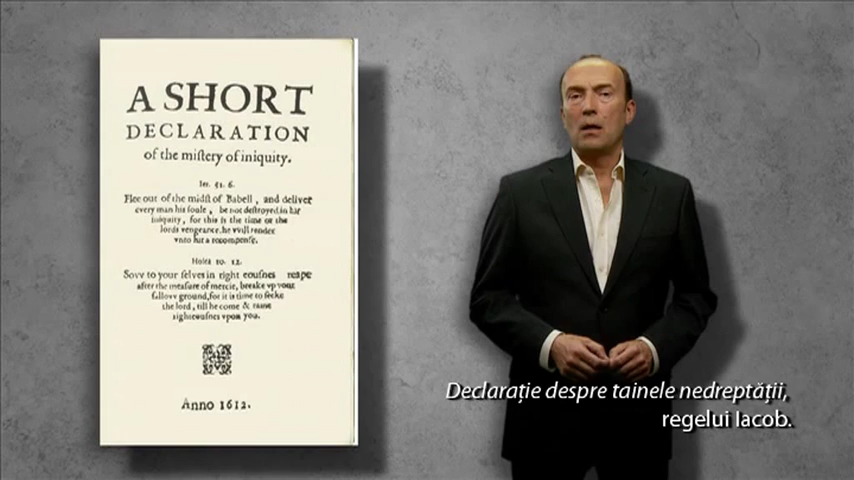 A SHORT
DECLARATION
of the miſtery of iniquity.
Ier. 51. 6.
Flee out of the midſt of Babell, and deliver
every man his ſoule, be not deſtroyed in her
iniquity, for this is the time of the
lords vengeance, he vvill render
vnto her a recompenſe.
Hoſea 10. 12.
Sovv to your ſelves in right eouſnes reape
after the meaſure of mercie, breake vp your
fallovv ground, for it is time to ſeeke
the lord, till he come & raine
righteouſnes vpon you.
Anno 1612.
Declarație despre tainele nedreptății,
regelui Iacob.